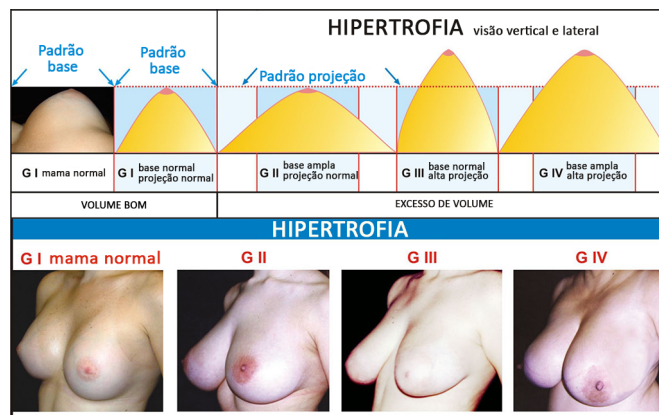 HIPERTROFIA visão vertical e lateral
Padrão
base
Padrão
base
Padrão projeção
G I mama normal
G I base normal
projeção normal
G II base ampla
projeção normal
G III base normal
alta projeção
G IV base ampla
alta projeção
VOLUME BOM
EXCESSO DE VOLUME
HIPERTROFIA
G I mama normal
G II
G III
G IV